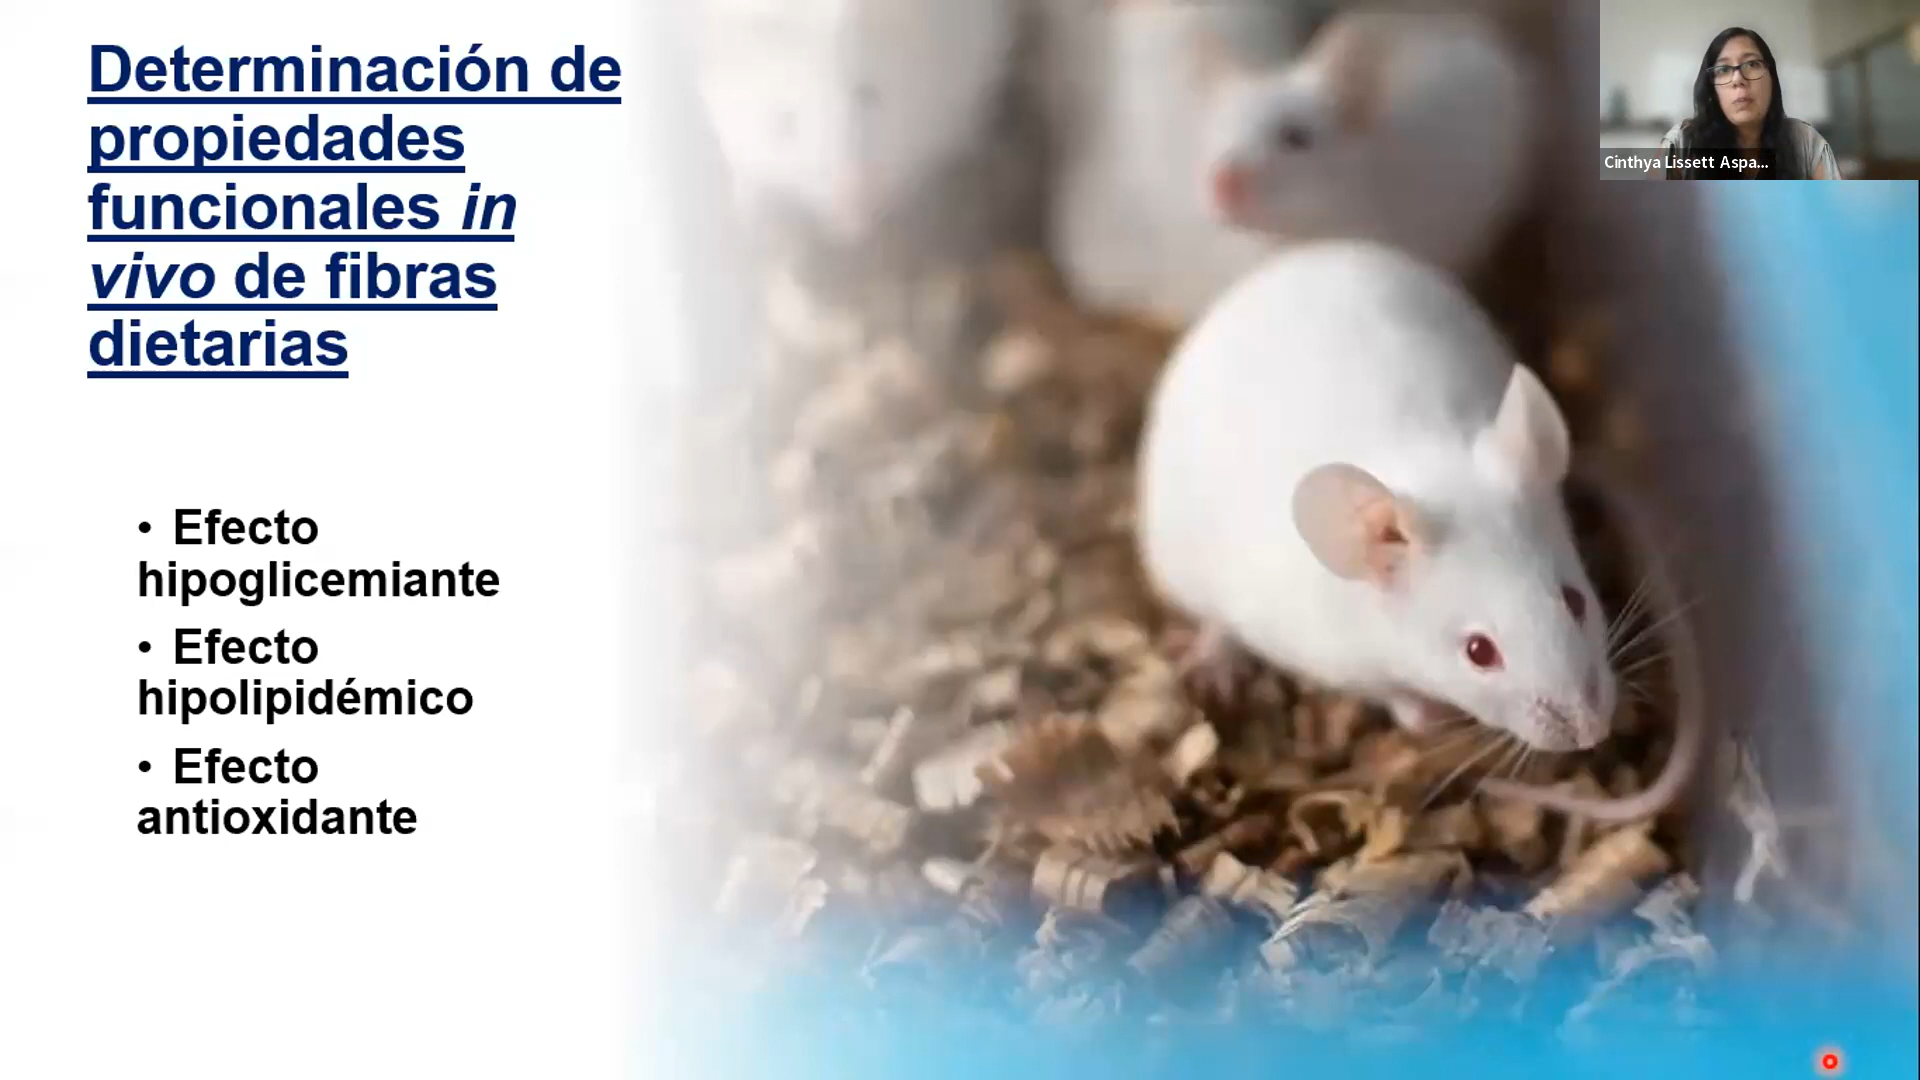 Determinación de
propiedades
funcionales in
vivo de fibras
dietarias
• Efecto
hipoglicemiante
• Efecto
hipolipidémico
• Efecto
antioxidante
Cinthya Lissett Aspa...